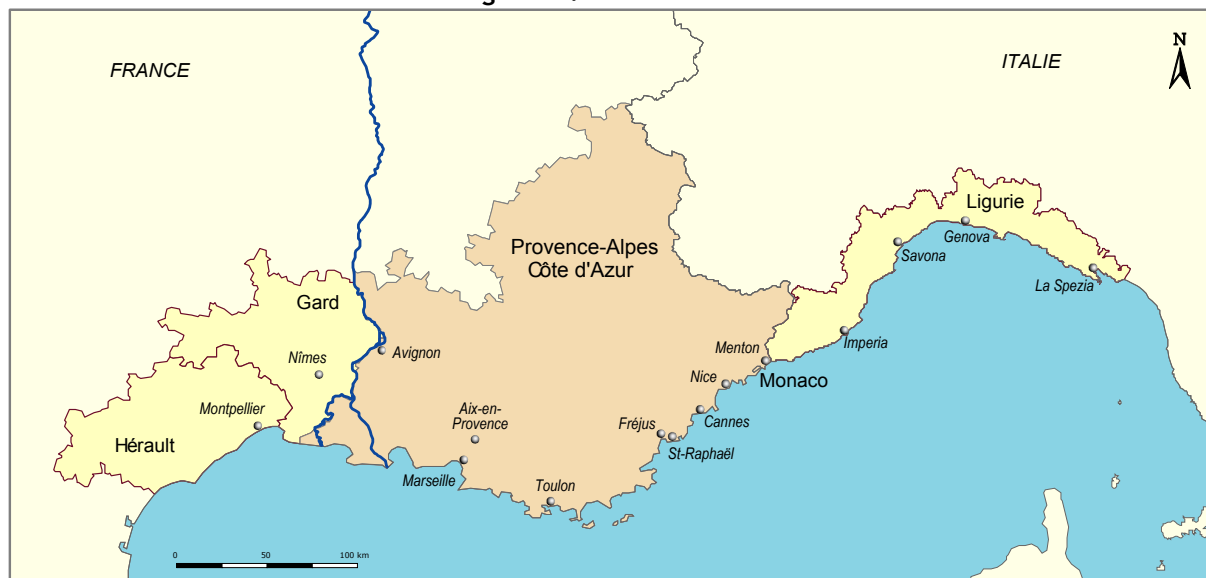 FRANCE
ITALIE
N
Ligurie
Genova
Savona
La Spezia
Provence-Alpes
Côte d'Azur
Gard
Imperia
Avignon
Menton
Nîmes
Monaco
Nice
Montpellier
Aix-en-
Provence
Cannes
Hérault
Fréjus
St-Raphaël
Marseille
Toulon
0 50 100 km